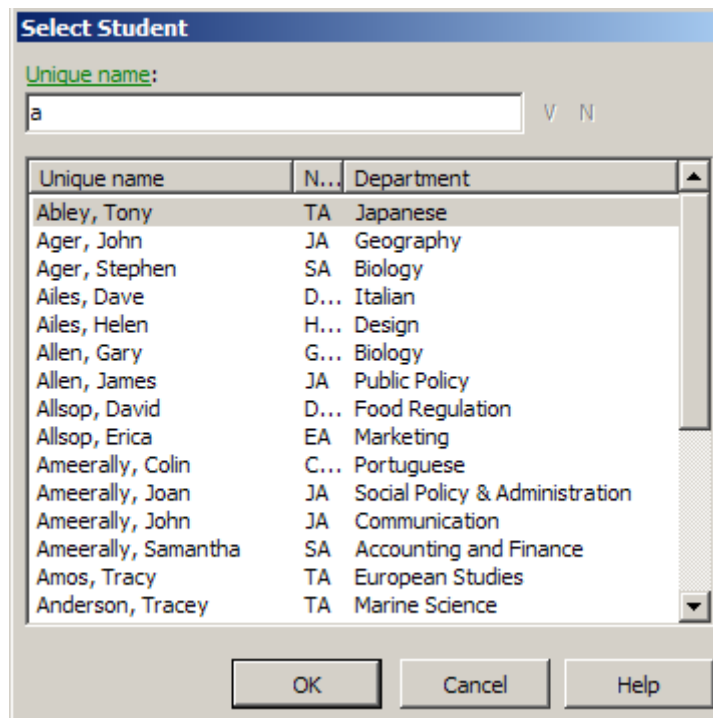 Select Student
Unique name:
a V N
Unique name N... Department
Abley, Tony TA Japanese
Ager, John JA Geography
Ager, Stephen SA Biology
Ailes, Dave D... Italian
Ailes, Helen H... Design
Allen, Gary G... Biology
Allen, James JA Public Policy
Allsop, David D... Food Regulation
Allsop, Erica EA Marketing
Ameerally, Colin C... Portuguese
Ameerally, Joan JA Social Policy & Administration
Ameerally, John JA Communication
Ameerally, Samantha SA Accounting and Finance
Amos, Tracy TA European Studies
Anderson, Tracey TA Marine Science
OK Cancel Help